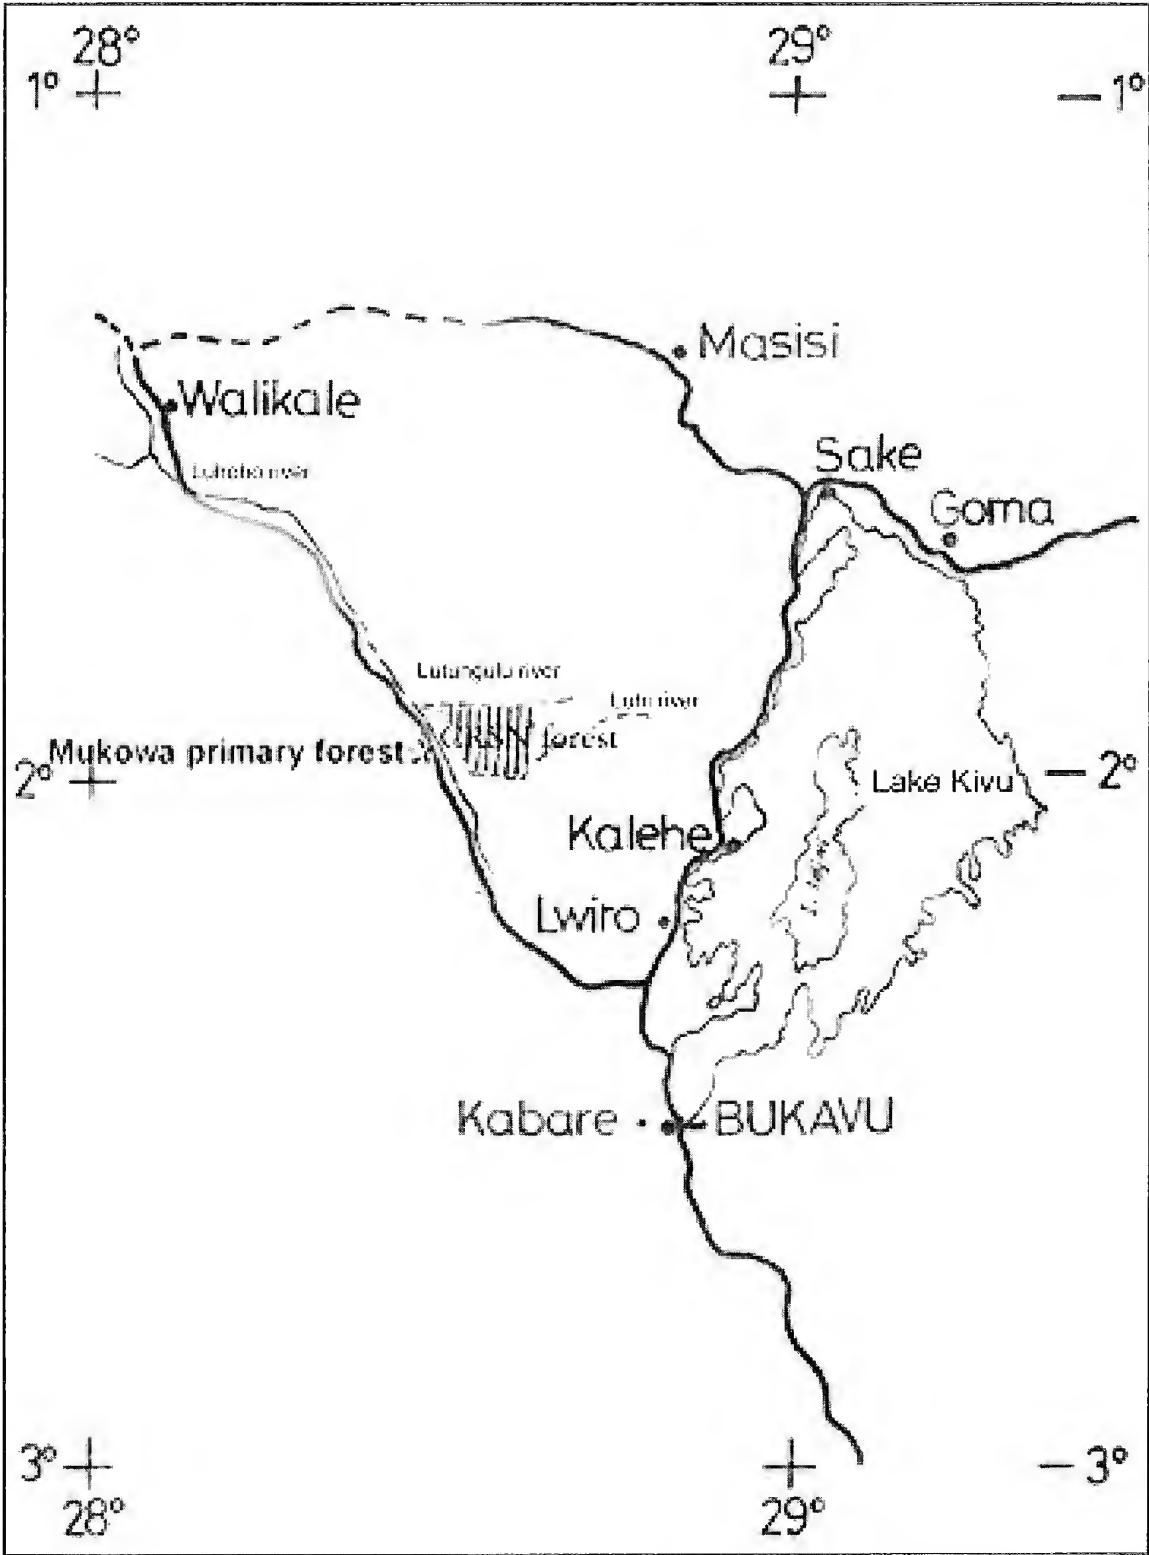 28°
29°
1°
1°
Masisi
Walikale
Sake
Goma
river
Lutungulu river
river
forest
Mukowa primary forest
2°
2°
Lake Kivu
Kalehe
Lwiro
Kabare
BUKAVU
3°
3°
28°
29°